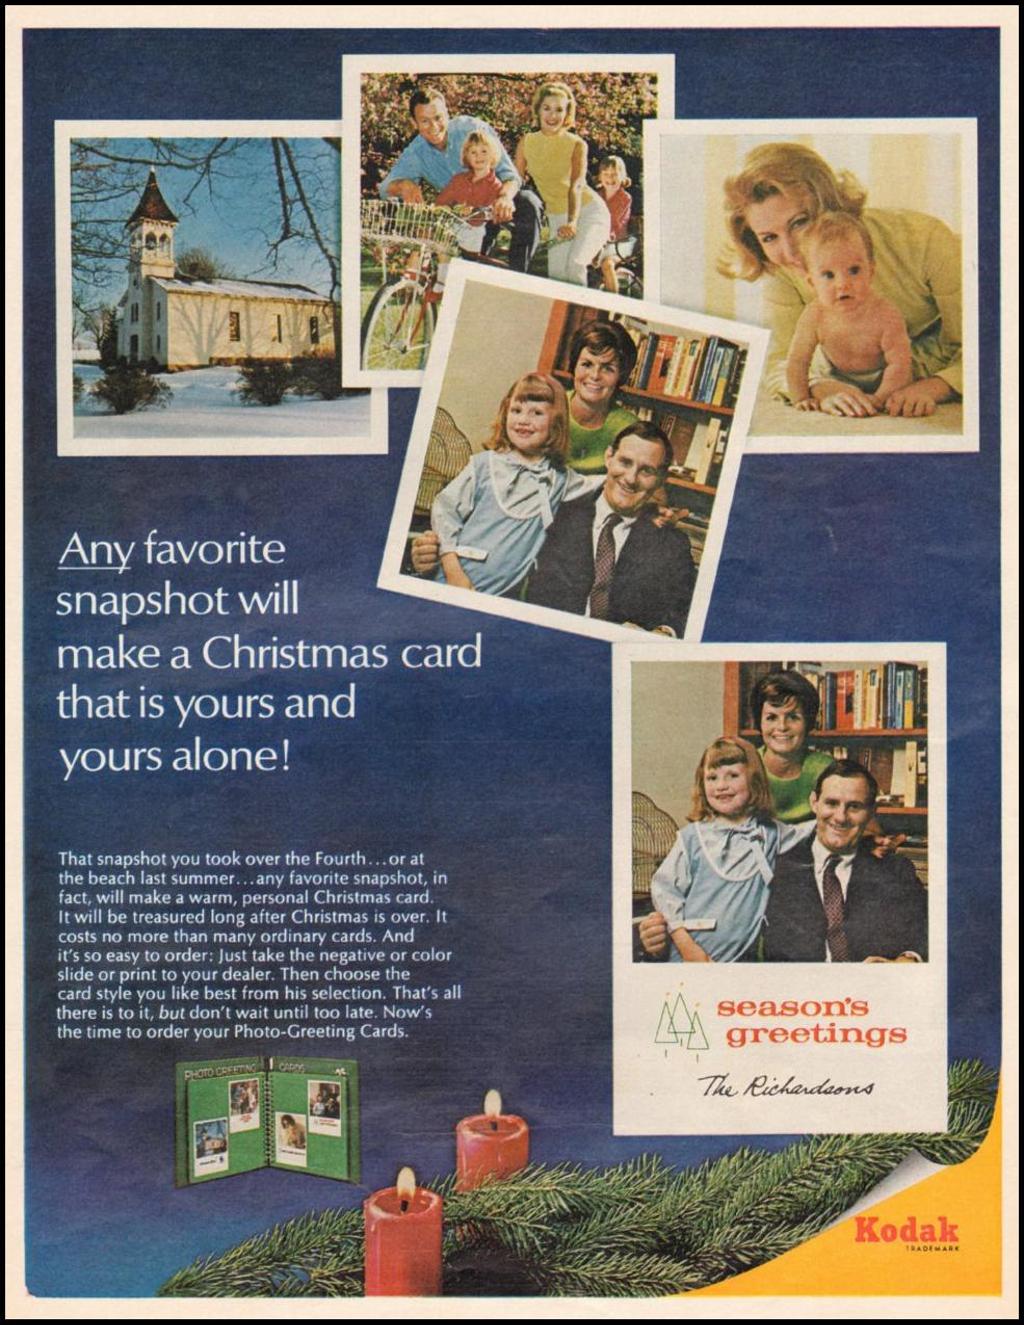 Any favorite
snapshot will
make a Christmas card
that is yours and
yours alone!
That snapshot you took over the Fourth...or at
the beach last summer...any favorite snapshot, in
fact, will make a warm, personal Christmas card.
It will be treasured long after Christmas is over. It
costs no more than many ordinary cards. And
it's so easy to order: Just take the negative or color
slide or print to your dealer. Then choose the
card style you like best from his selection. That's all
there is to it, but don't wait until too late. Now's
the time to order your Photo-Greeting Cards.
PHOTO GREETING CARDS
season's
greetings
The Richardsons
Kodak
TRADEMARK